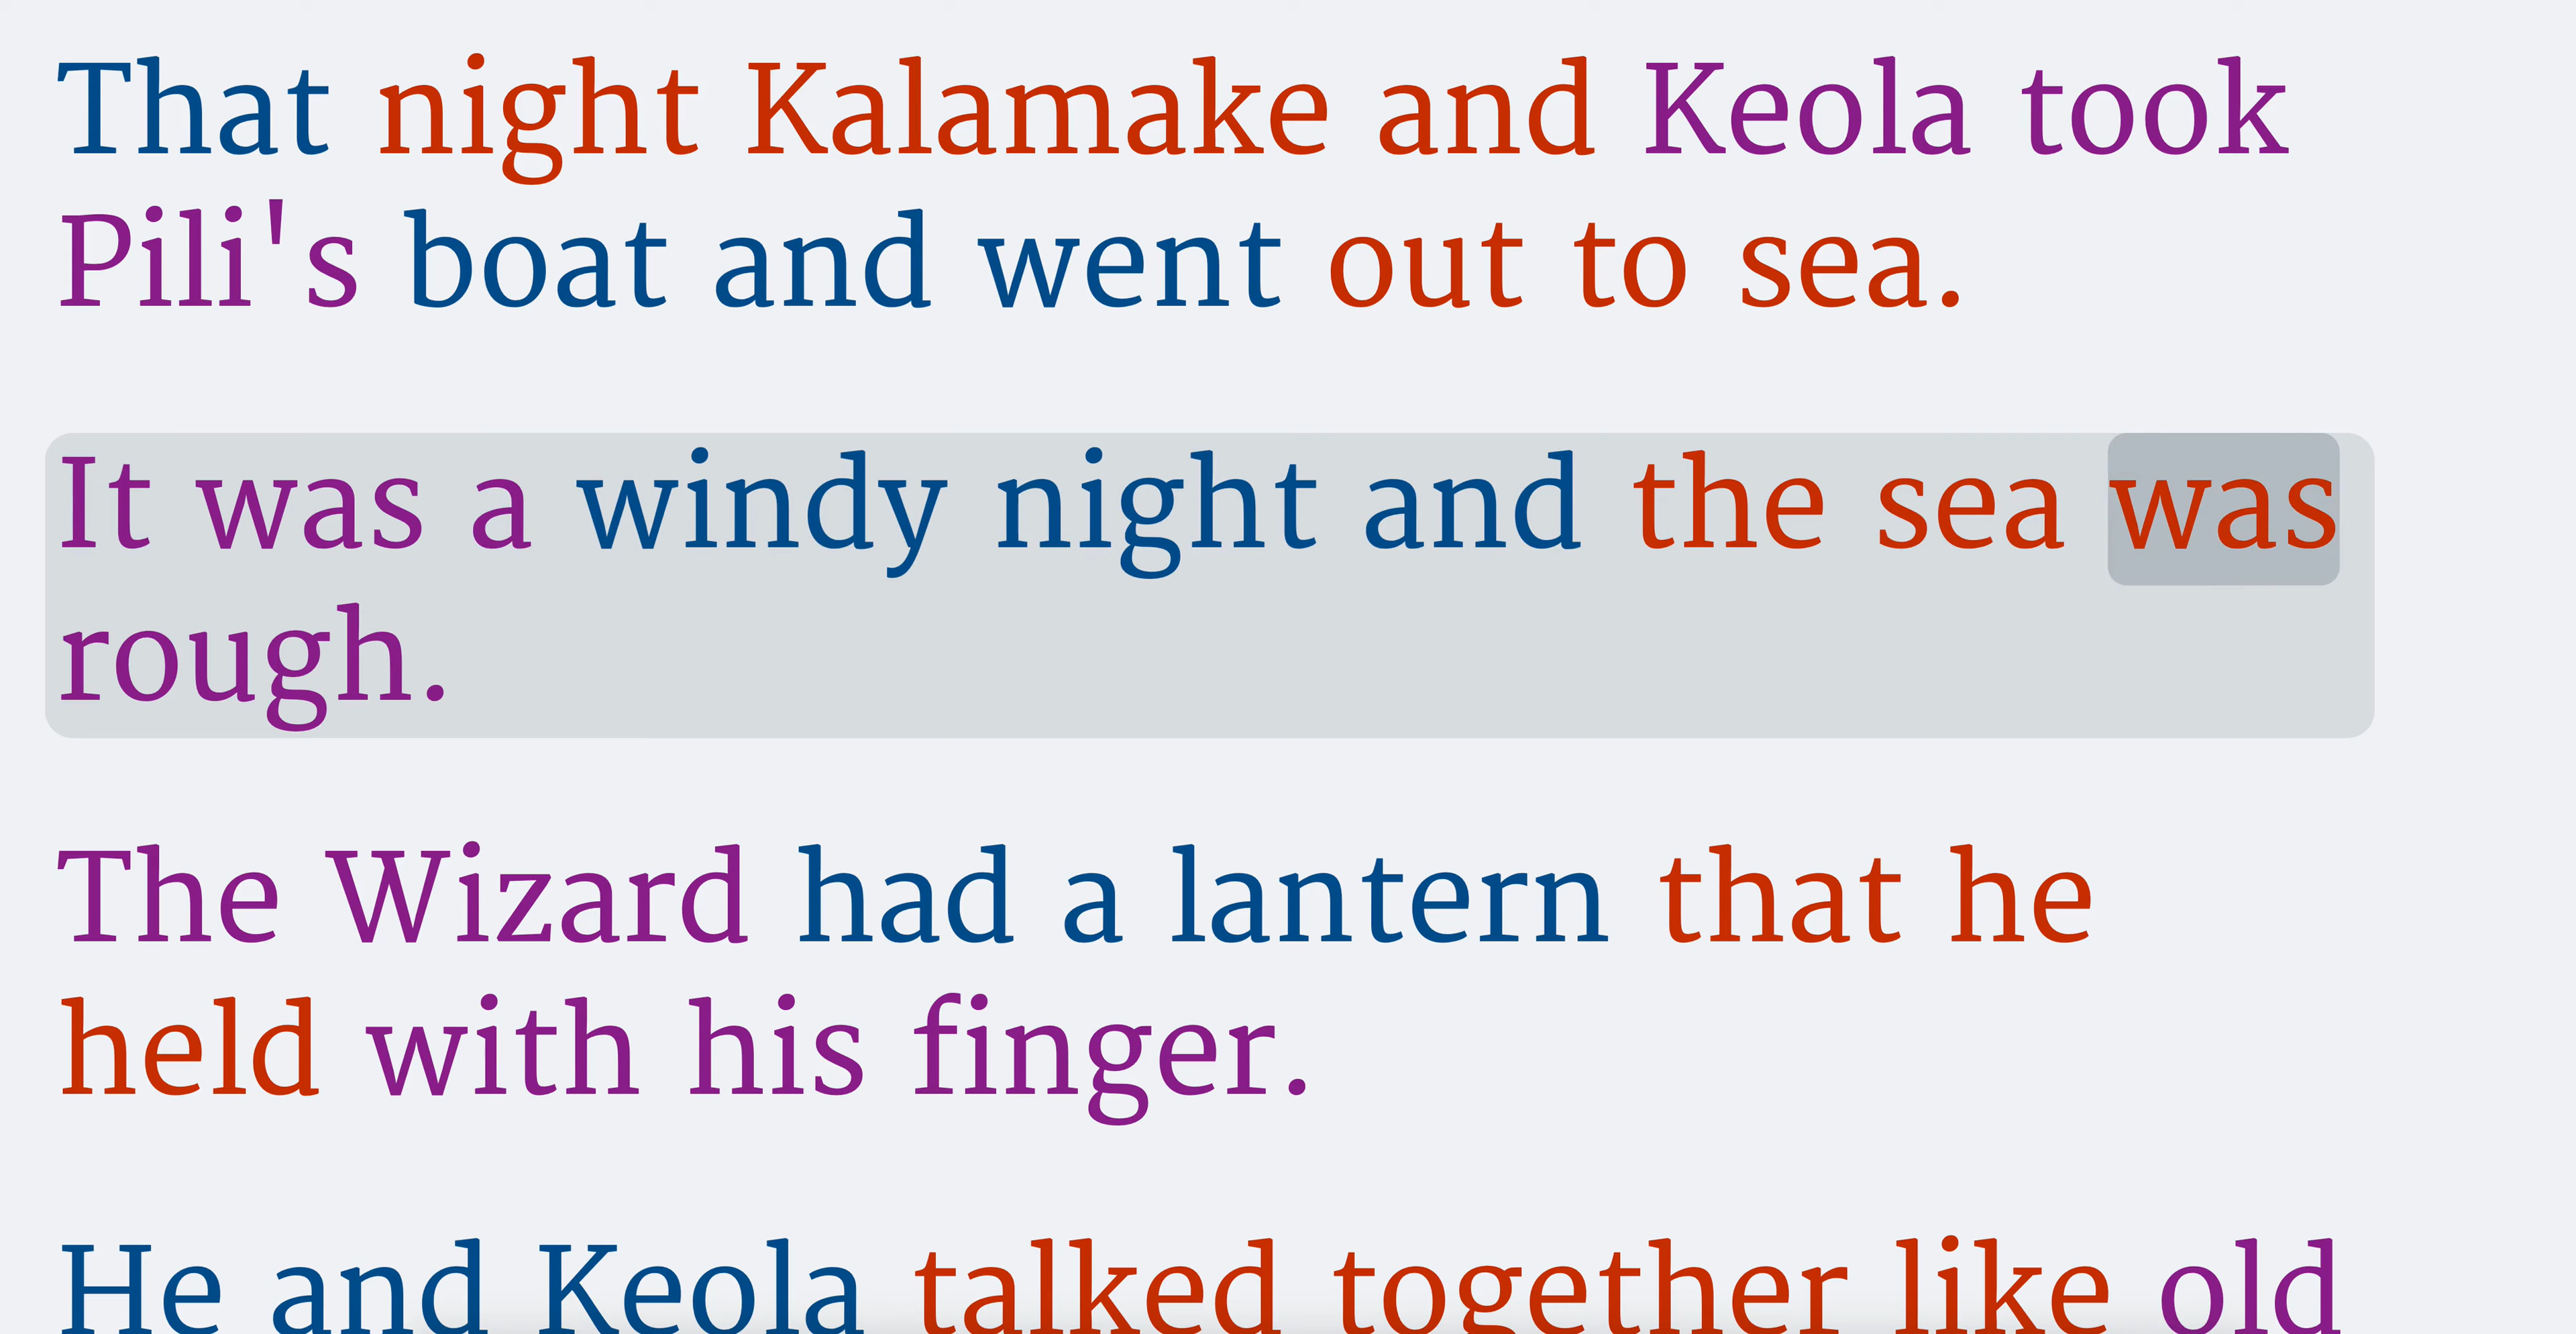 That night Kalamake and Keola took
Pili's boat and went out to sea.
It was a windy night and the sea was
rough.
The Wizard had a lantern that he
held with his finger.
He and Keola talked together like old